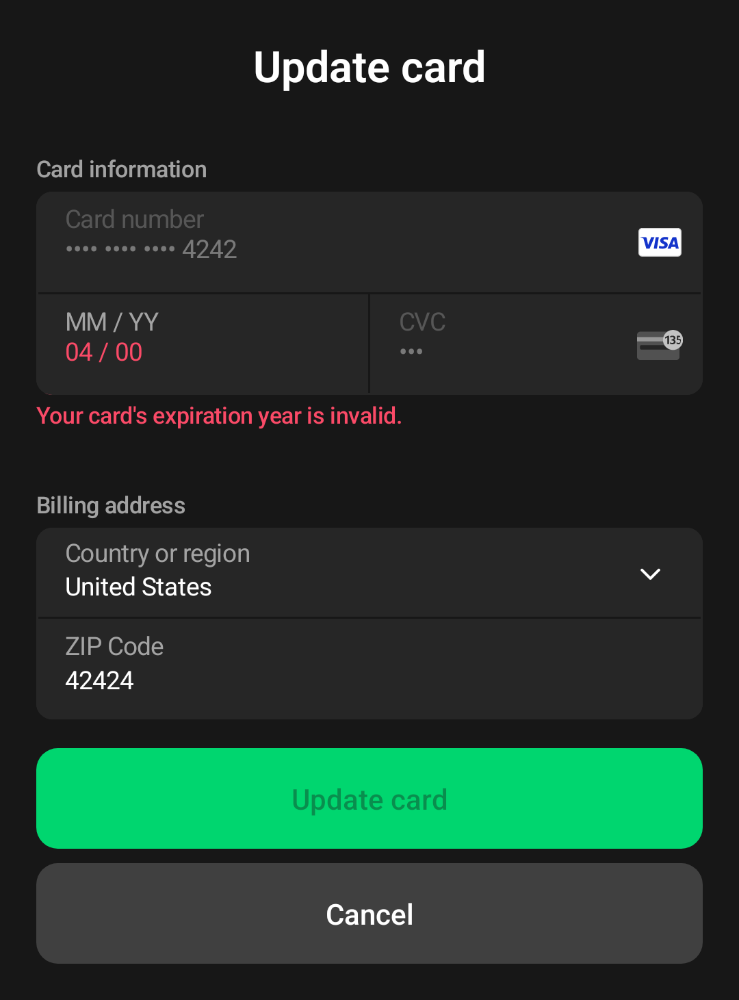 Update card
Card information
Card number
•••• •••• •••• 4242
VISA
MM / YY
04 / 00
CVC
•••
135
Your card's expiration year is invalid.
Billing address
Country or region
United States
ZIP Code
42424
Update card
Cancel